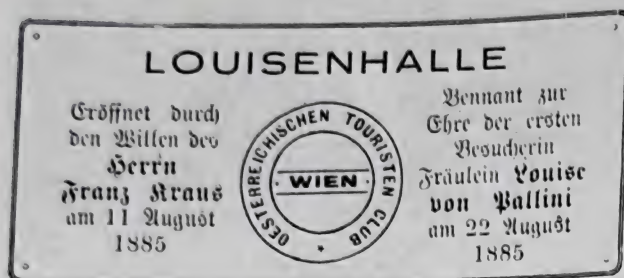 LOUISENHALLE
Eröffnet durch
den Willen des
Herrn
Franz Kraus
am 11 August
1885
OESTERREICHISCHEN TOURISTEN CLUB
WIEN
Bennant zur
Ehre der ersten
Besucherin
Fräulein Louise
von Pallini
am 22 August
1885